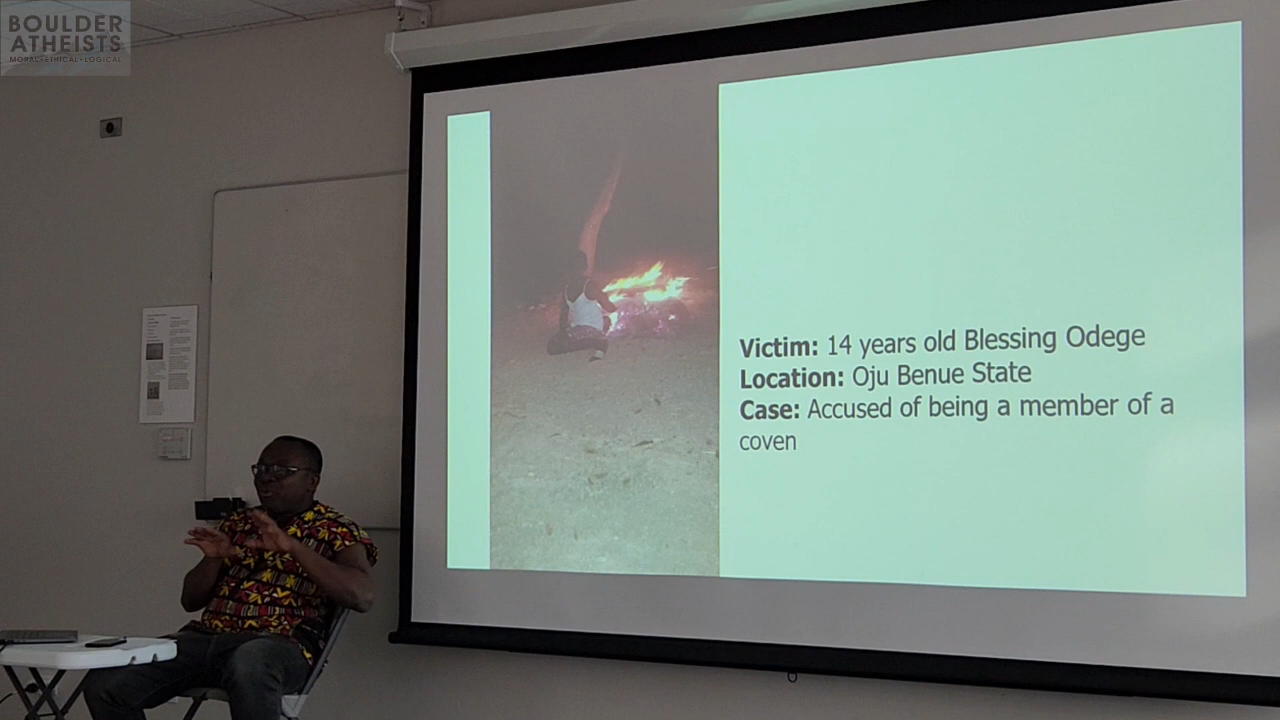 BOULDER
ATHEISTS
MORAL•ETHICAL•LOGICAL
Victim: 14 years old Blessing Odege
Location: Oju Benue State
Case: Accused of being a member of a
coven